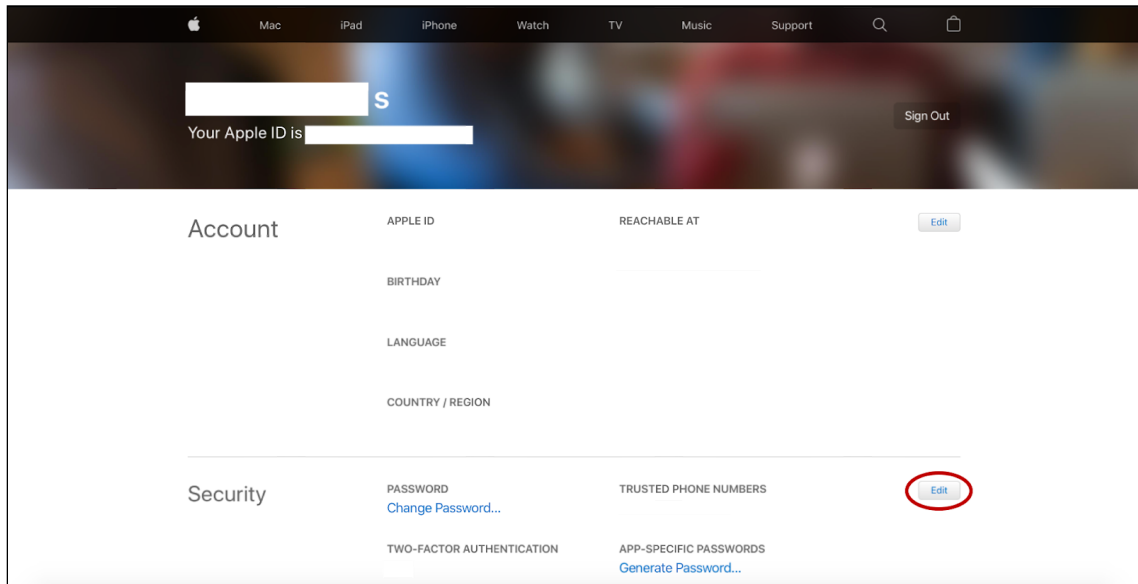 Mac iPad iPhone Watch TV Music Support
s
Your Apple ID is
Sign Out
Account
APPLE ID
REACHABLE AT
Edit
BIRTHDAY
LANGUAGE
COUNTRY / REGION
Security
PASSWORD
TRUSTED PHONE NUMBERS
Edit
Change Password...
TWO-FACTOR AUTHENTICATION
APP-SPECIFIC PASSWORDS
Generate Password...